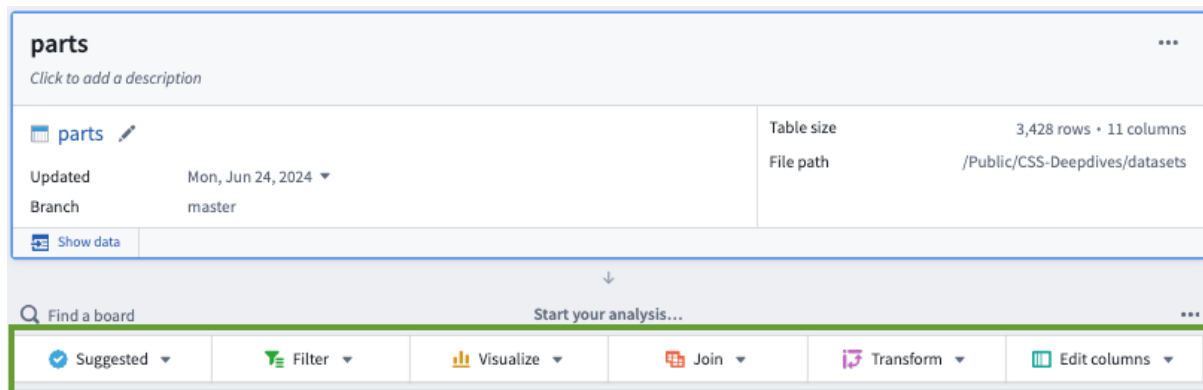 parts
Click to add a description
parts
Table size 3,428 rows • 11 columns
File path /Public/CSS-Deepdives/datasets
Updated Mon, Jun 24, 2024
Branch master
Show data
Find a board Start your analysis...
Suggested Filter Visualize Join Transform Edit columns